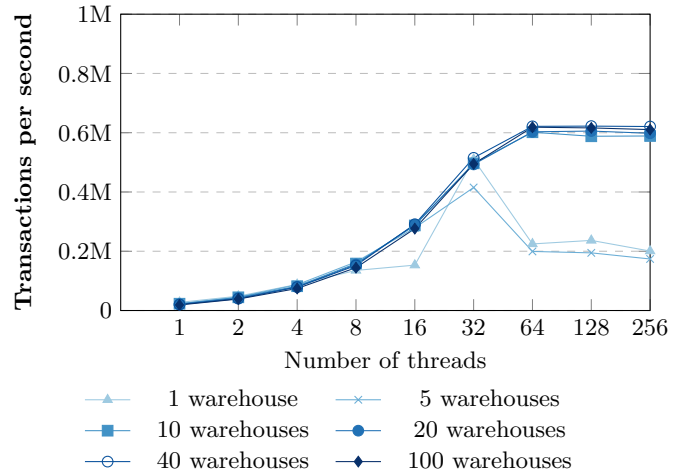 1M
0.8M
0.6M
0.4M
0.2M
0
Transactions per second
1 2 4 8 16 32 64 128 256
Number of threads
1 warehouse 5 warehouses
10 warehouses 20 warehouses
40 warehouses 100 warehouses